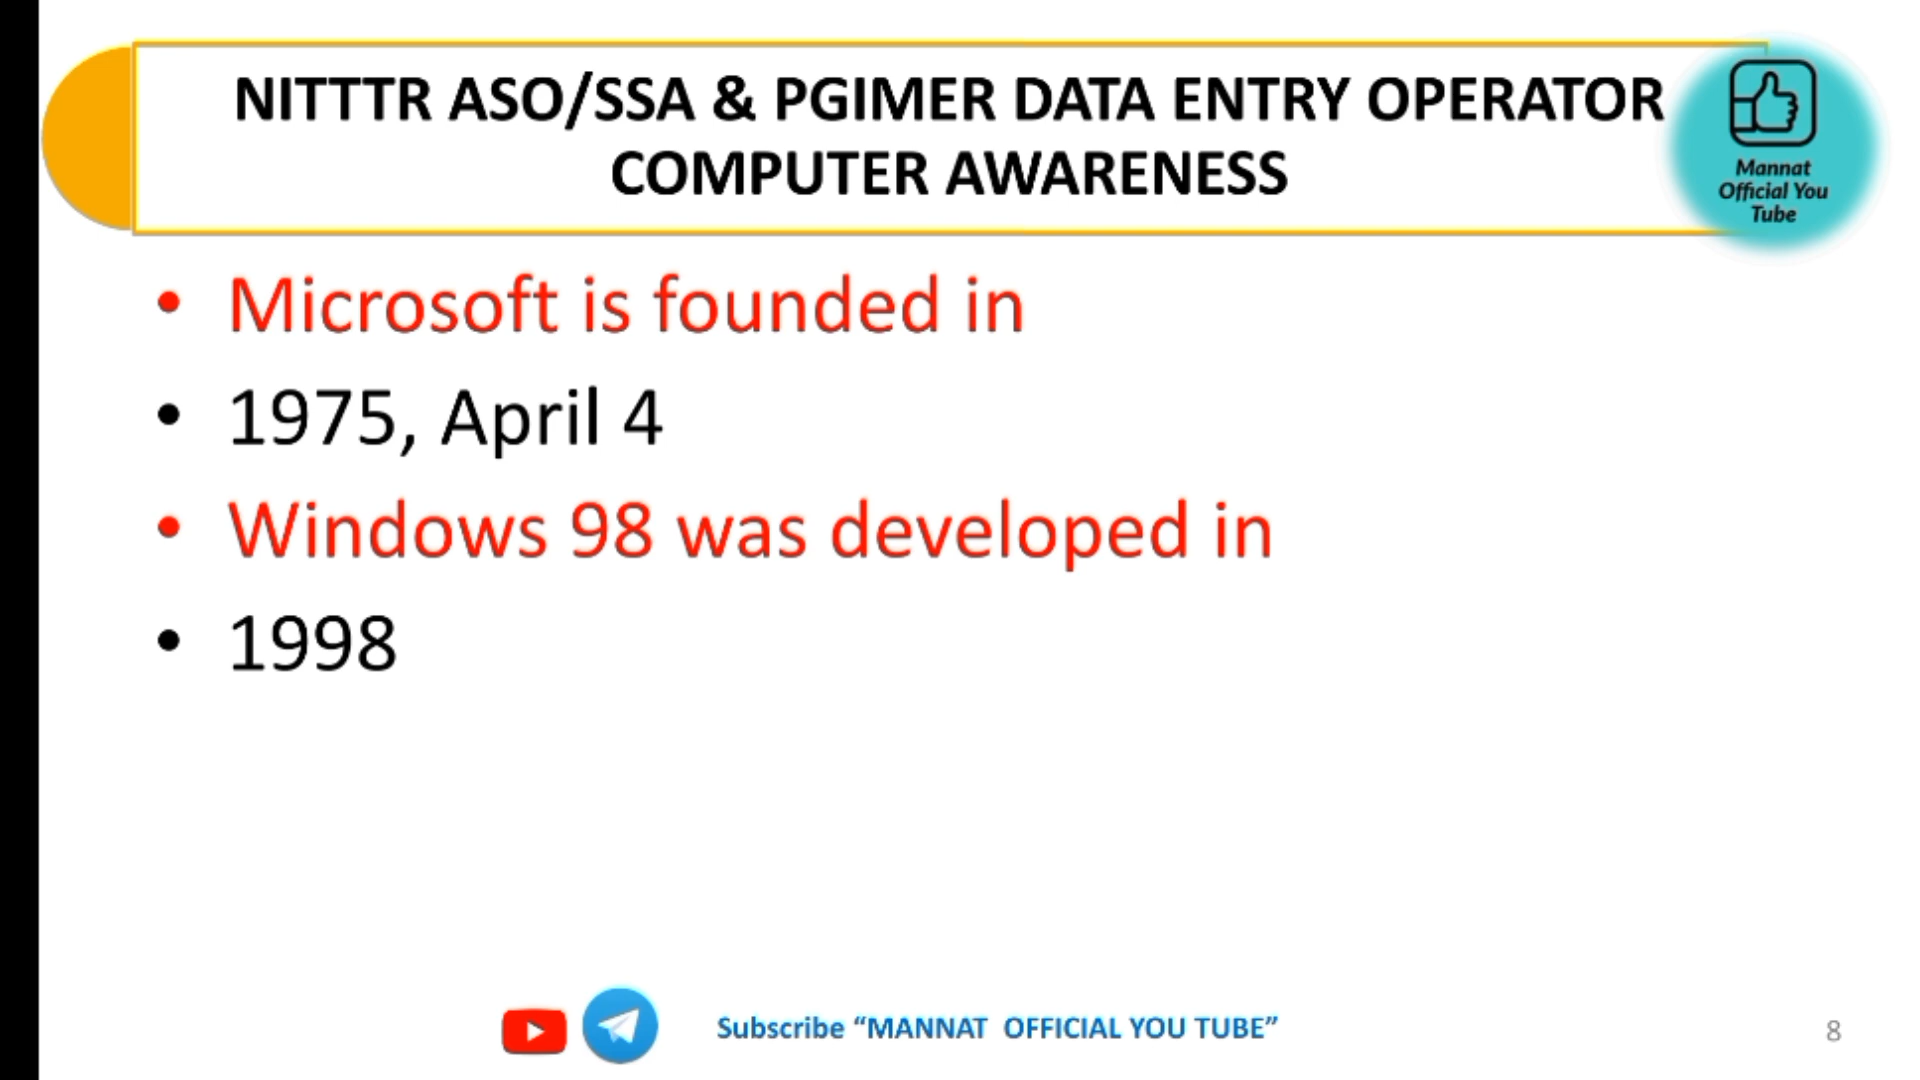 NITTTR ASO/SSA & PGIMER DATA ENTRY OPERATOR
COMPUTER AWARENESS
Mannat
Official You
Tube
• Microsoft is founded in
• 1975, April 4
• Windows 98 was developed in
• 1998
Subscribe “MANNAT OFFICIAL YOU TUBE”
8